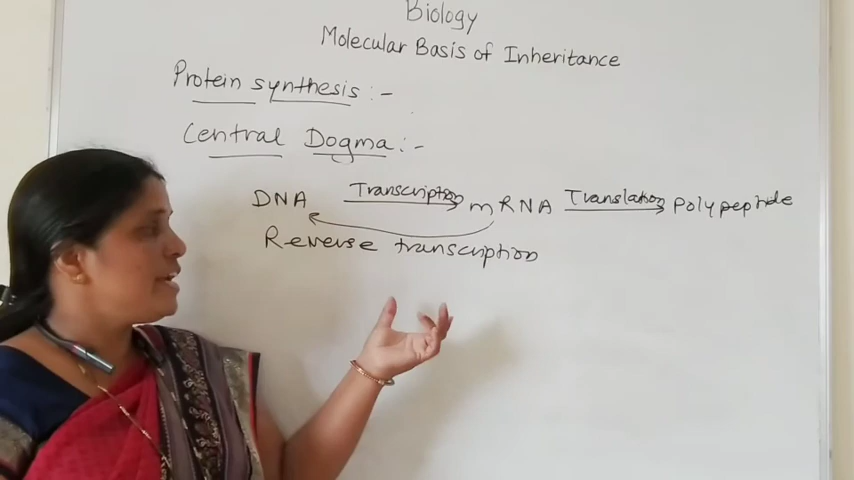 Biology
Molecular Basis of Inheritance
Protein synthesis :-
Central Dogma :-
DNA Transcription mRNA Translation Polypeptide
Reverse transcription